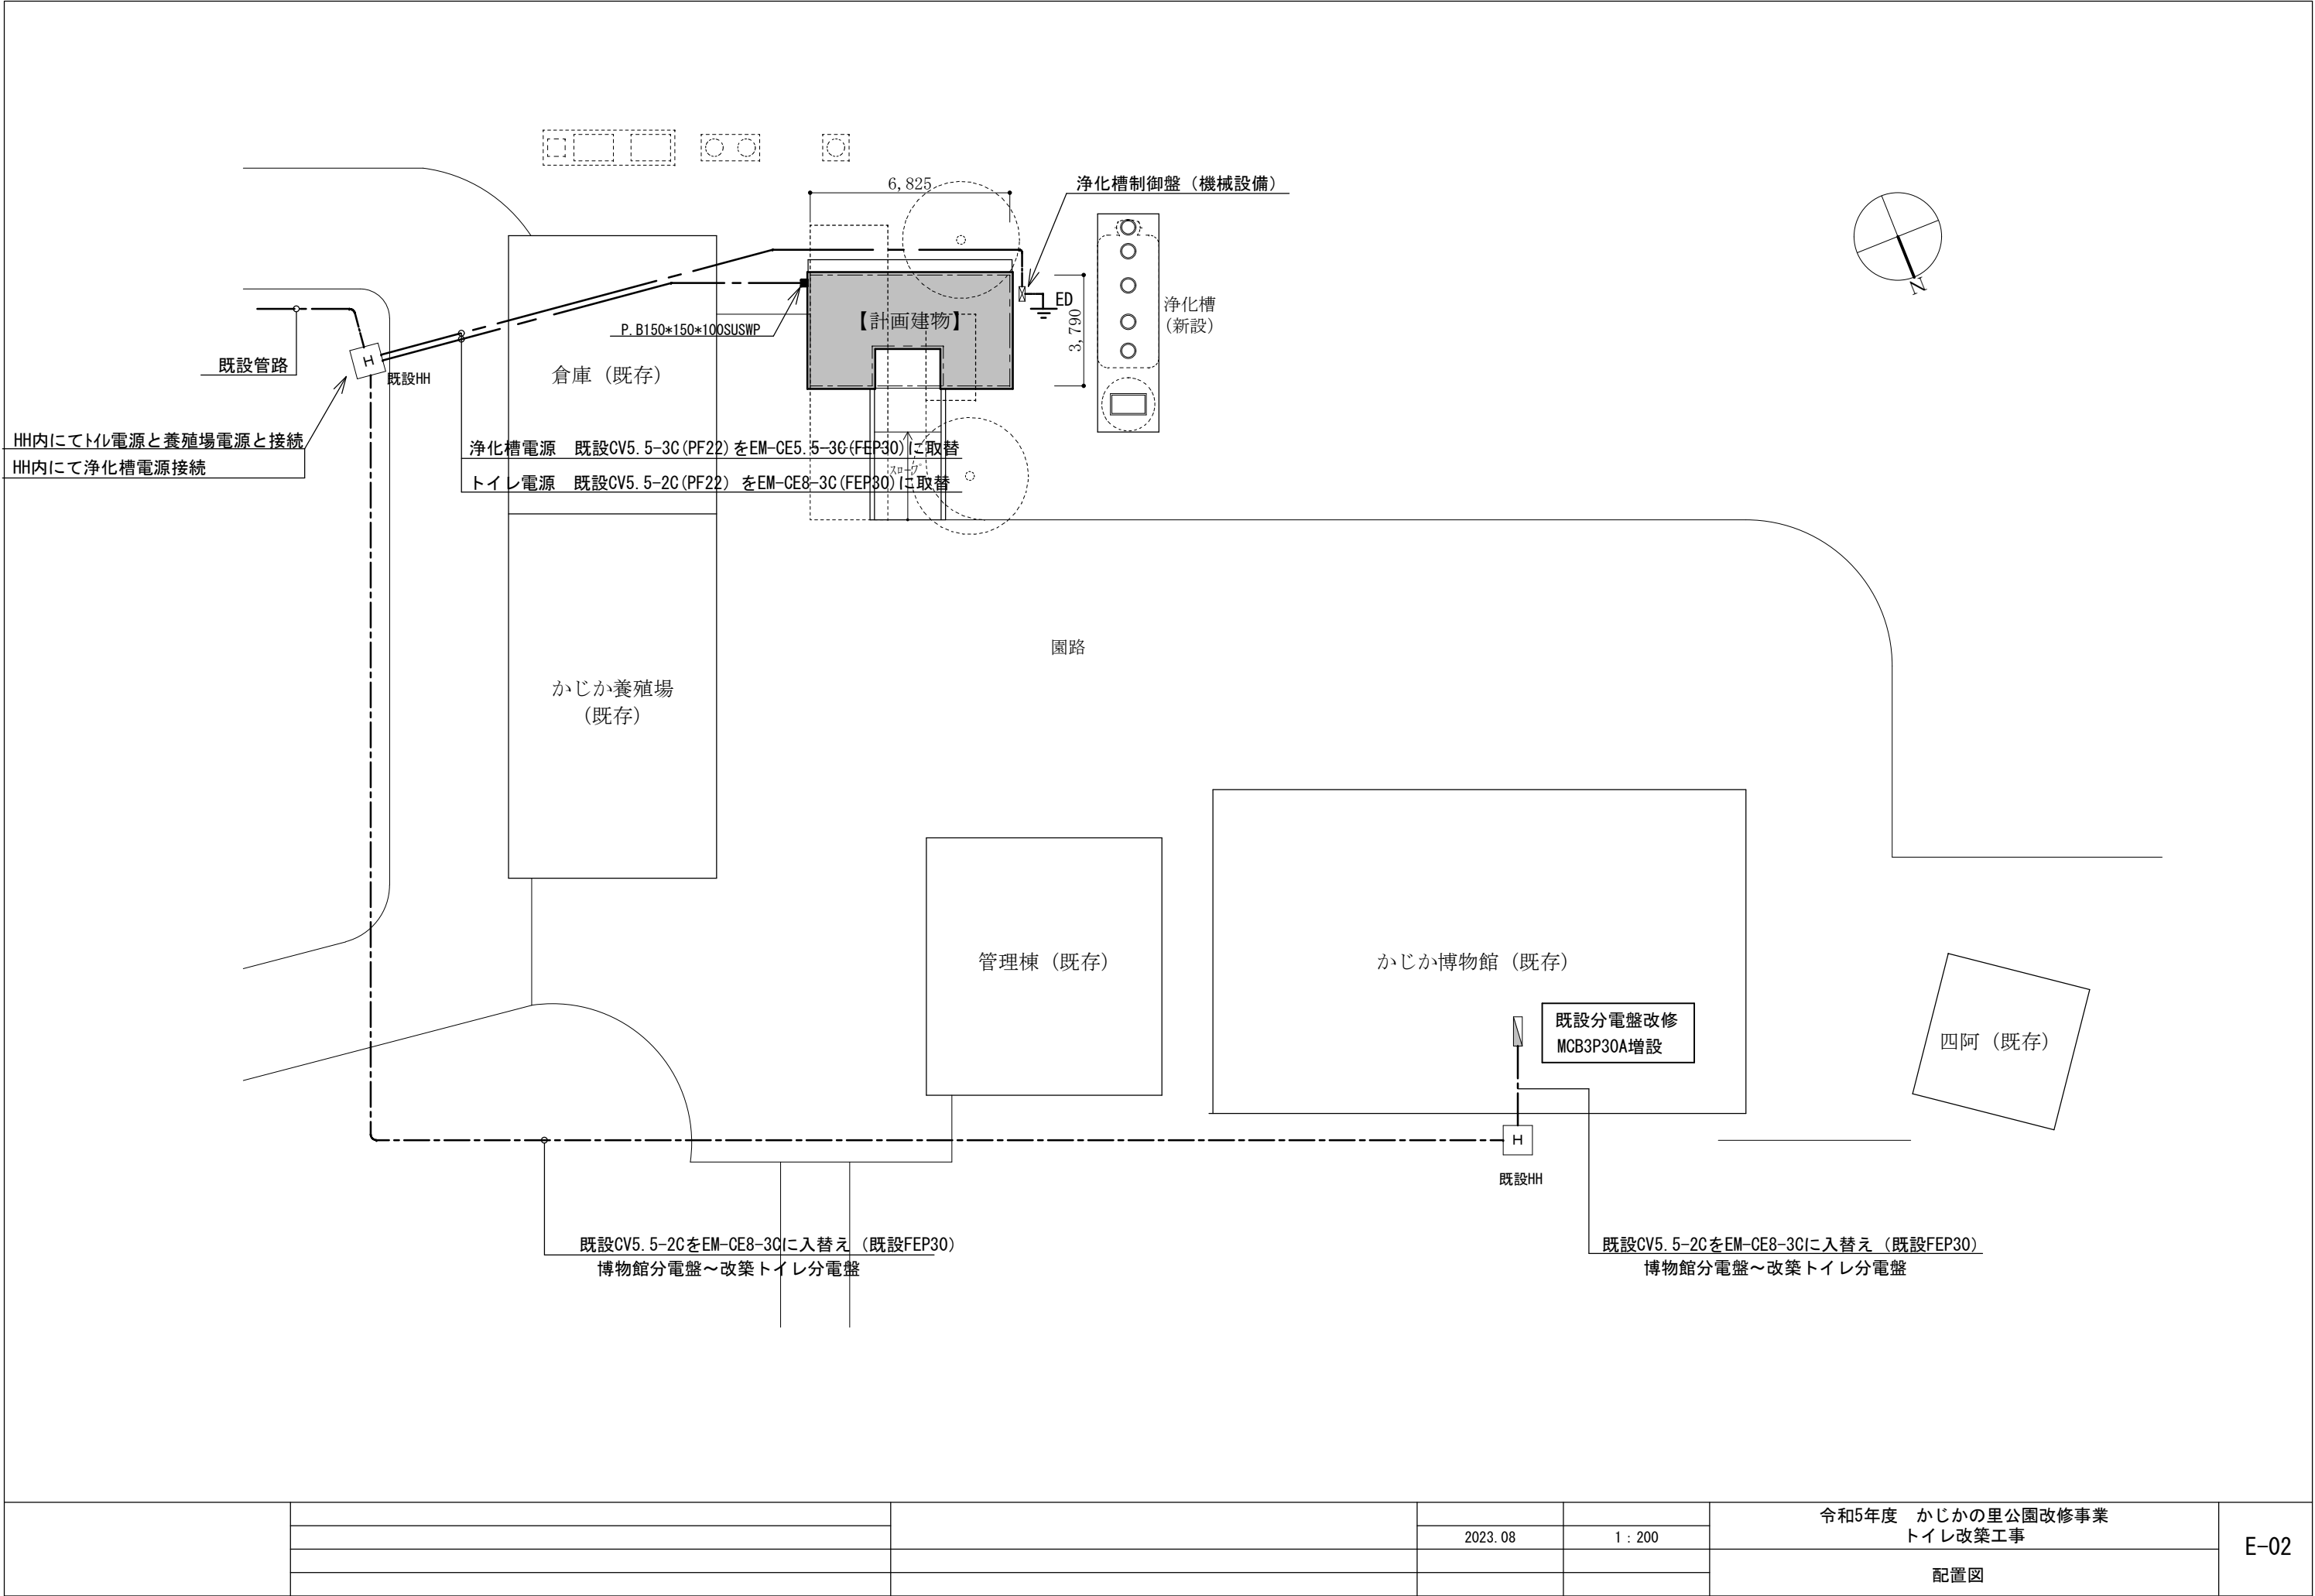 6,825
浄化槽制御盤（機械設備）
N
ED
3,790
浄化槽
（新設）
【計画建物】
P.B150*150*100SUSWP
既設管路
H
既設HH
倉庫（既存）
HH内にてﾄｲﾚ電源と養殖場電源と接続
HH内にて浄化槽電源接続
浄化槽電源　既設CV5.5-3C(PF22)をEM-CE5.5-3C(FEP30)に取替
トイレ電源　既設CV5.5-2C(PF22) をEM-CE8-3C(FEP30)に取替
ｽﾛｰﾌﾟ
園路
かじか養殖場
（既存）
管理棟（既存）
かじか博物館（既存）
既設分電盤改修
MCB3P30A増設
四阿（既存）
H
既設HH
既設CV5.5-2CをEM-CE8-3Cに入替え（既設FEP30）
博物館分電盤～改築トイレ分電盤
既設CV5.5-2CをEM-CE8-3Cに入替え（既設FEP30）
博物館分電盤～改築トイレ分電盤
2023.08
1：200
令和5年度　かじかの里公園改修事業
トイレ改築工事
配置図
E-02